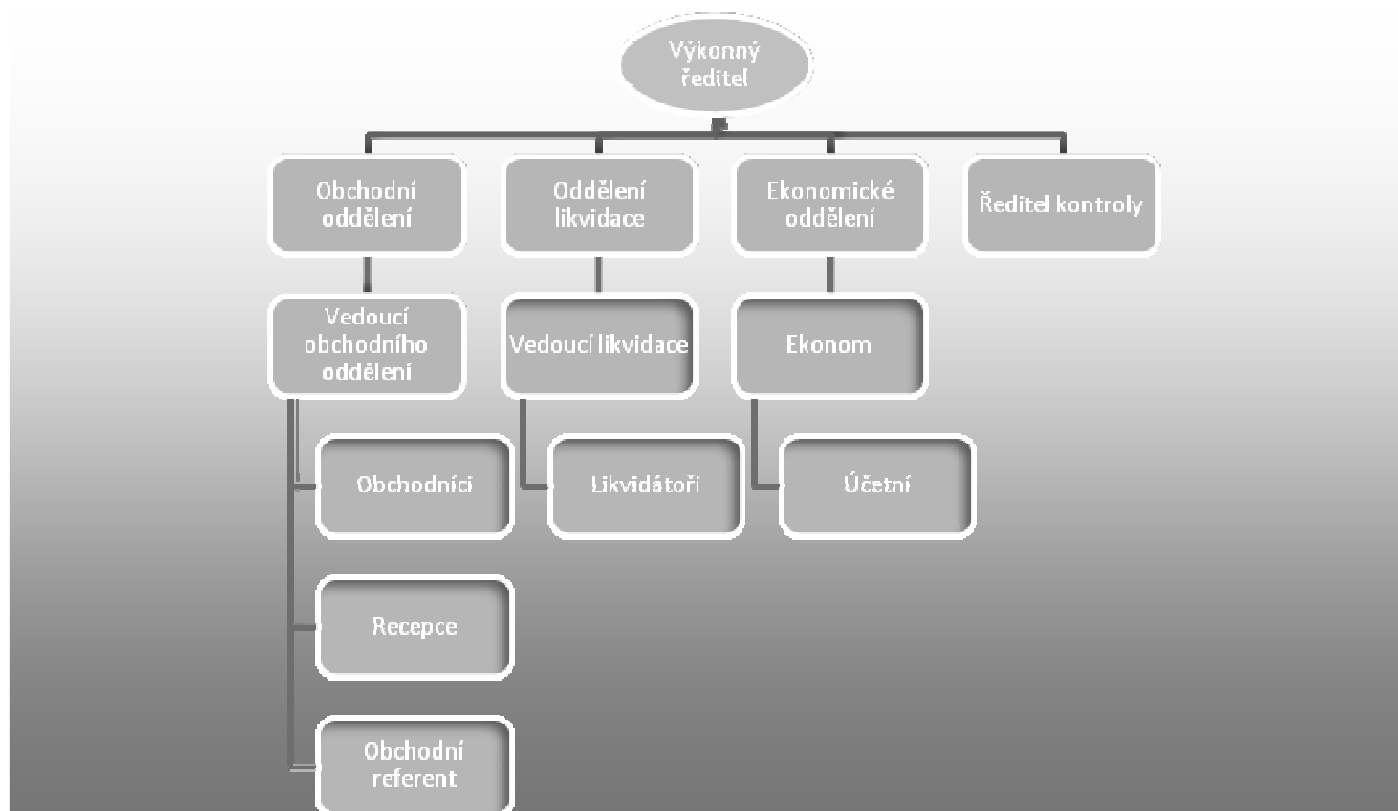 Výkonný
ředitel
Obchodní
oddělení
Oddělení
likvidace
Ekonomické
oddělení
Ředitel kontroly
Vedoucí
obchodního
oddělení
Vedoucí likvidace
Ekonom
Obchodníci
Likvidátoři
Účetní
Recepce
Obchodní
referent